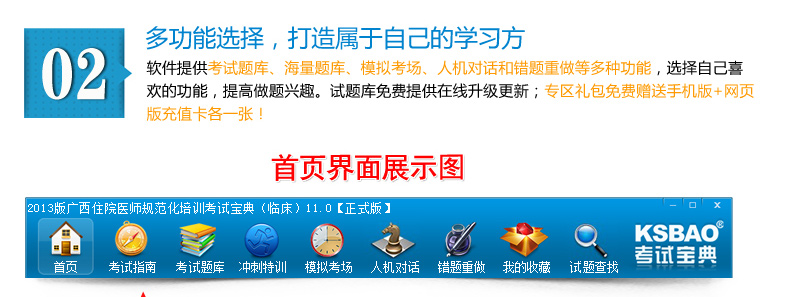 02
多功能选择，打造属于自己的学习方
软件提供考试题库、海量题库、模拟考场、人机对话和错题重做等多种功能，选择自己喜
欢的功能，提高做题兴趣。试题库免费提供在线升级更新；专区礼包免费赠送手机版+网页
版充值卡各一张！
首页界面展示图
2013版广西住院医师规范化培训考试宝典（临床）11.0【正式版】
首页 考试指南 考试题库 冲刺特训 模拟考场 人机对话 错题重做 我的收藏 试题查找
KSBAO®
考试宝典